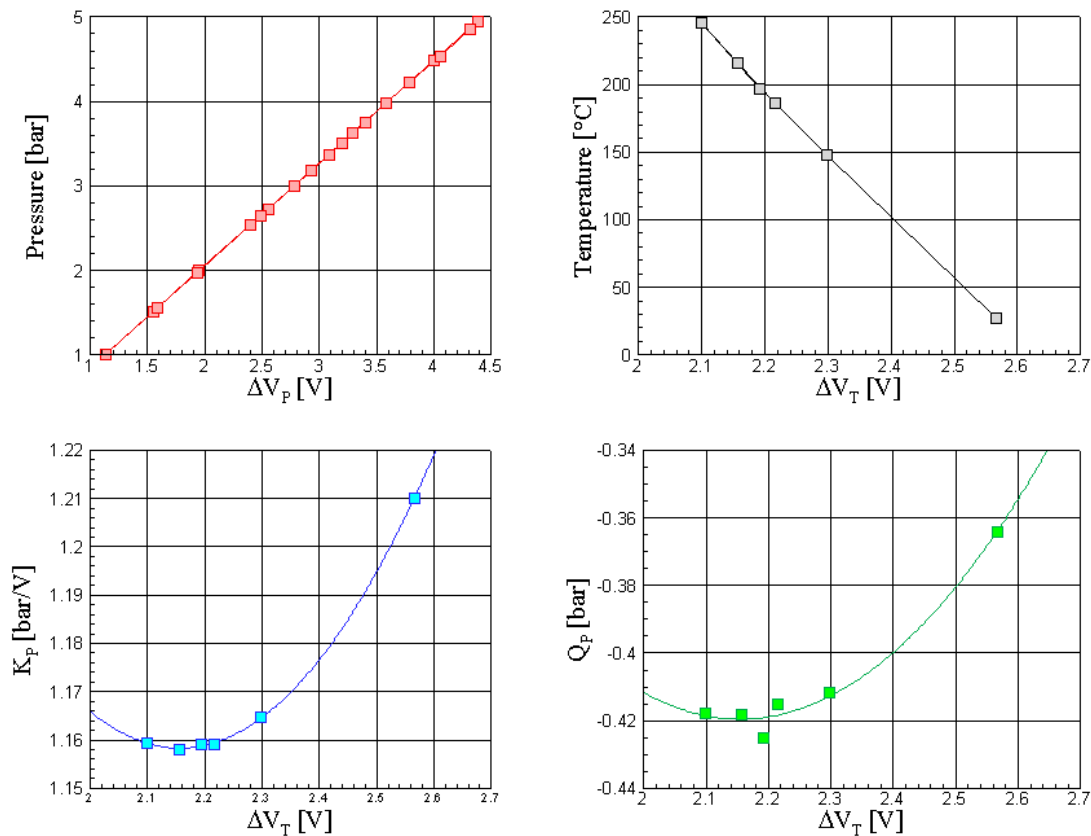 5
4
3
2
1
1 1.5 2 2.5 3 3.5 4 4.5
Pressure [bar]
ΔV_P [V]
250
200
150
100
50
0
2 2.1 2.2 2.3 2.4 2.5 2.6 2.7
Temperature [°C]
ΔV_T [V]
1.22
1.21
1.2
1.19
1.18
1.17
1.16
1.15
2 2.1 2.2 2.3 2.4 2.5 2.6 2.7
K_P [bar/V]
ΔV_T [V]
-0.34
-0.36
-0.38
-0.4
-0.42
-0.44
2 2.1 2.2 2.3 2.4 2.5 2.6 2.7
Q_P [bar]
ΔV_T [V]